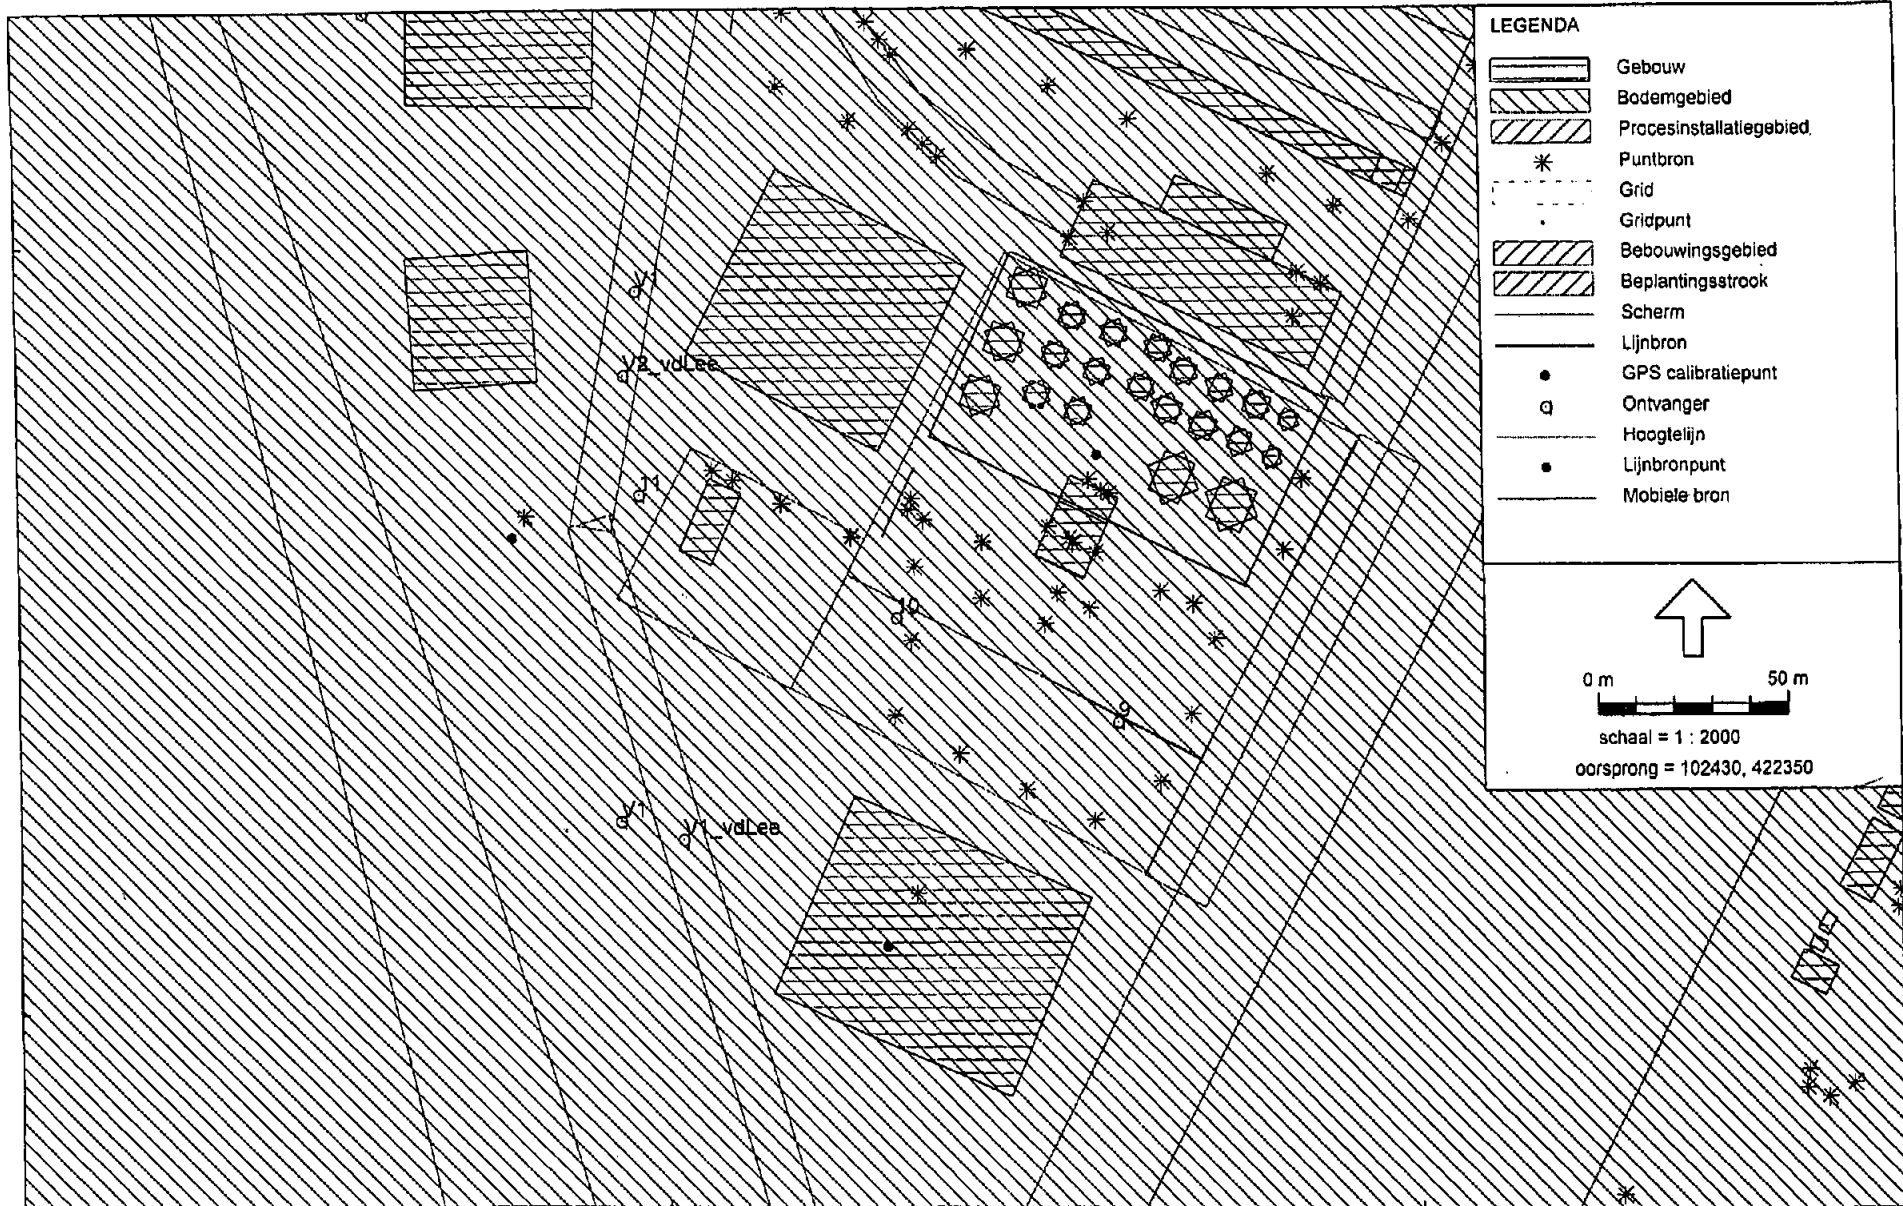 LEGENDA
Gebouw
Bodemgebied
Procesinstallatiegebied
Puntbron
Grid
Gridpunt
Bebouwingsgebied
Beplantingsstrook
Scherm
Lijnbron
GPS calibratiepunt
Ontvanger
Hoogtelijn
Lijnbronpunt
Mobiele bron
0 m 50 m
schaal = 1 : 2000
oorsprong = 102430, 422350
V1
V2_vdLee
11
10
9
V1
V1_vdLee